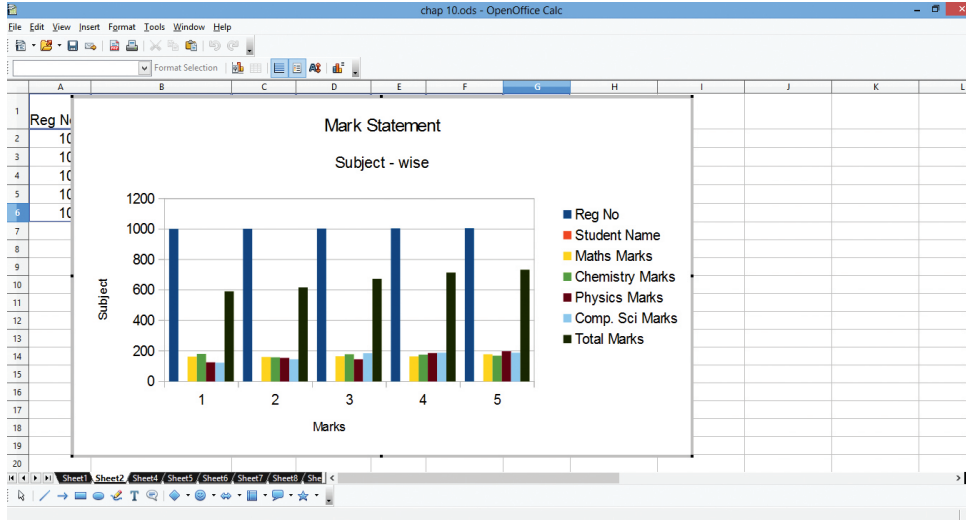 chap 10.ods - OpenOffice Calc
File Edit View Insert Format Tools Window Help
Format Selection
A B C D E F G H I J K L
1 Reg N
2 10
3 10
4 10
5 10
6 10
7
8
9
10
11
12
13
14
15
16
17
18
19
20
Mark Statement
Subject - wise
1200
1000
800
600
400
200
0
Subject
1 2 3 4 5
Marks
Reg No
Student Name
Maths Marks
Chemistry Marks
Physics Marks
Comp. Sci Marks
Total Marks
Sheet1 Sheet2 Sheet4 Sheet5 Sheet6 Sheet7 Sheet8 She